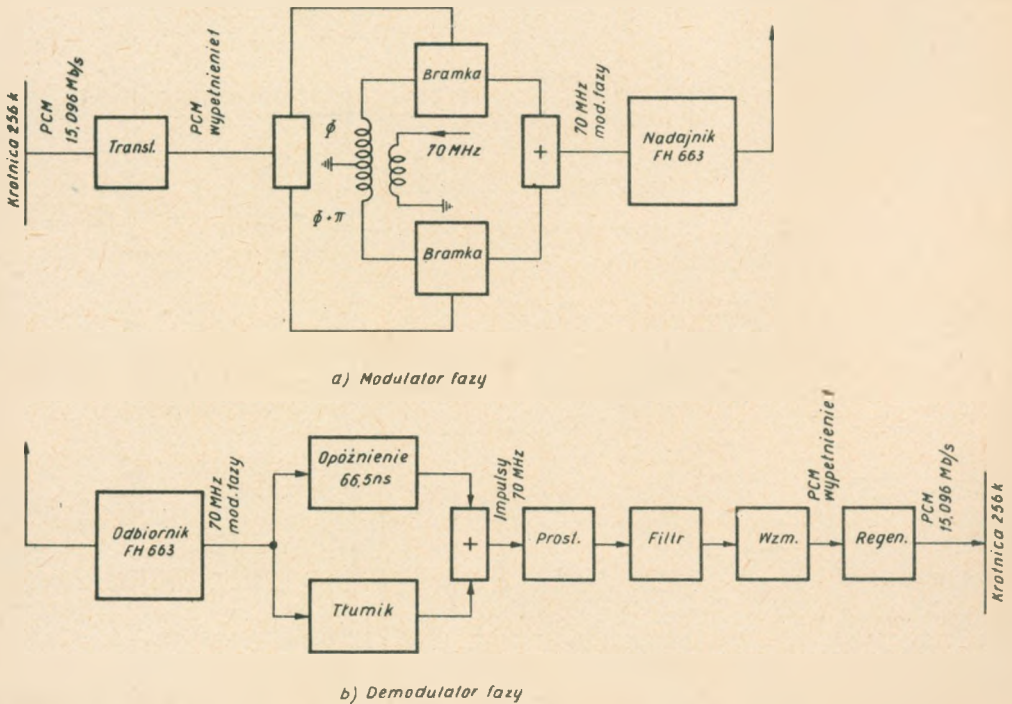 Krotnica 256 k
PCM
15,096 Mb/s
Transl.
PCM
wypełnienie 1
ϕ
ϕ + π
70 MHz
Bramka
Bramka
+
70 MHz
mod. fazy
Nadajnik
FH 663
a) Modulator fazy
Odbiornik
FH 663
70 MHz
mod. fazy
Opóźnienie
66,5ns
Tłumik
+
Impulsy
70 MHz
Prost.
Filtr
Wzm.
PCM
wypełnienie 1
Regen.
PCM
15,096 Mb/s
Krotnica 256 k
b) Demodulator fazy